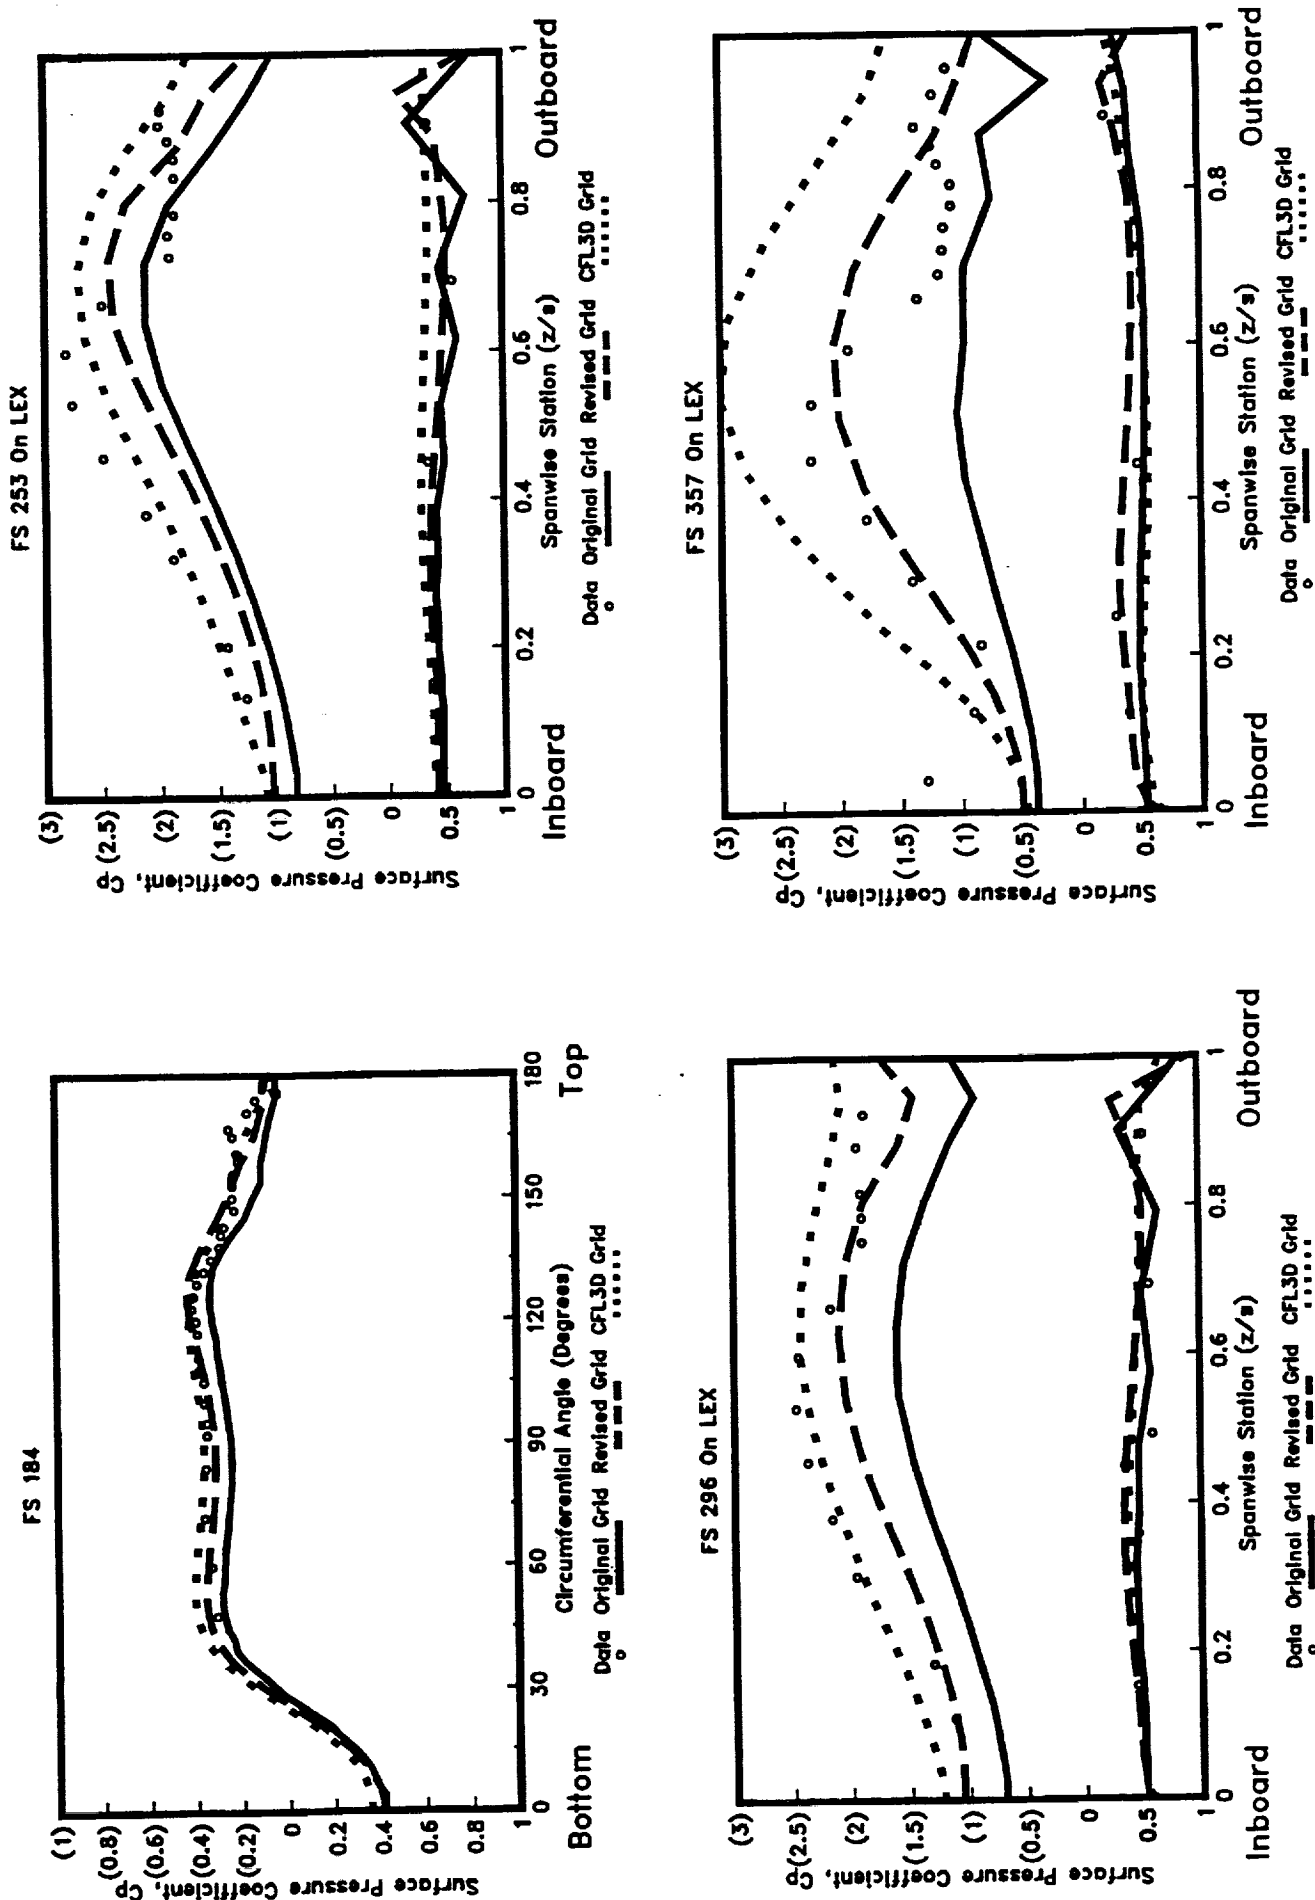 FS 184
Surface Pressure Coefficient, Cp
(1)
(0.8)
(0.6)
(0.4)
(0.2)
0
0.2
0.4
0.6
0.8
1
0 30 60 90 120 150 180
Bottom Circumferential Angle (Degrees) Top
Data Original Grid Revised Grid CFL3D Grid
FS 253 On LEX
Surface Pressure Coefficient, Cp
(3)
(2.5)
(2)
(1.5)
(1)
(0.5)
0
0.5
1
0 0.2 0.4 0.6 0.8 1
Inboard Spanwise Station (z/s) Outboard
Data Original Grid Revised Grid CFL3D Grid
FS 296 On LEX
Surface Pressure Coefficient, Cp
(3)
(2.5)
(2)
(1.5)
(1)
(0.5)
0
0.5
1
0 0.2 0.4 0.6 0.8 1
Inboard Spanwise Station (z/s) Outboard
Data Original Grid Revised Grid CFL3D Grid
FS 357 On LEX
Surface Pressure Coefficient, Cp
(3)
(2.5)
(2)
(1.5)
(1)
(0.5)
0
0.5
1
0 0.2 0.4 0.6 0.8 1
Inboard Spanwise Station (z/s) Outboard
Data Original Grid Revised Grid CFL3D Grid